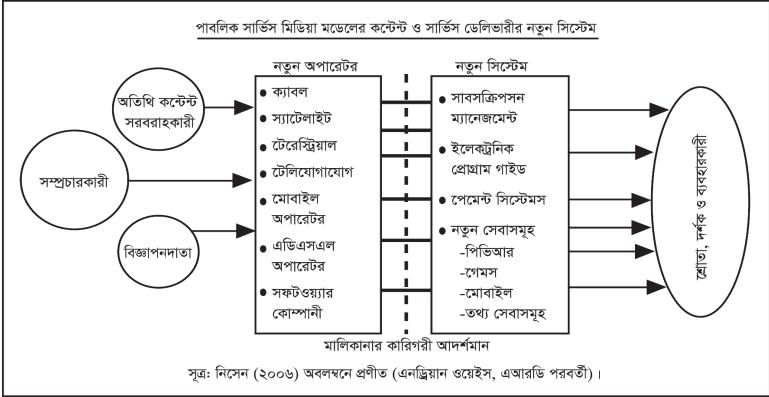 পাবলিক সার্ভিস মিডিয়া মডেলের কন্টেন্ট ও সার্ভিস ডেলিভারীর নতুন সিস্টেম
নতুন অপারেটর
নতুন সিস্টেম
অতিথি কন্টেন্ট
সরবরাহকারী
সম্প্রচারকারী
বিজ্ঞাপনদাতা
• ক্যাবল
• স্যাটেলাইট
• টেরেস্ট্রিয়াল
• টেলিযোগাযোগ
• মোবাইল
অপারেটর
• এডিএসএল
অপারেটর
• সফটওয়্যার
কোম্পানী
• সাবসক্রিপসন
ম্যানেজমেন্ট
• ইলেকট্রনিক
প্রোগ্রাম গাইড
• পেমেন্ট সিস্টেমস
• নতুন সেবাসমূহ
-পিভিআর
-গেমস
-মোবাইল
-তথ্য সেবাসমূহ
শ্রোতা, দর্শক ও ব্যবহারকারী
মালিকানার কারিগরী আদর্শমান
সূত্র: নিসেন (২০০৬) অবলম্বনে প্রণীত (এনড্রিয়ান ওয়েইস, এআরডি পরবর্তী)।